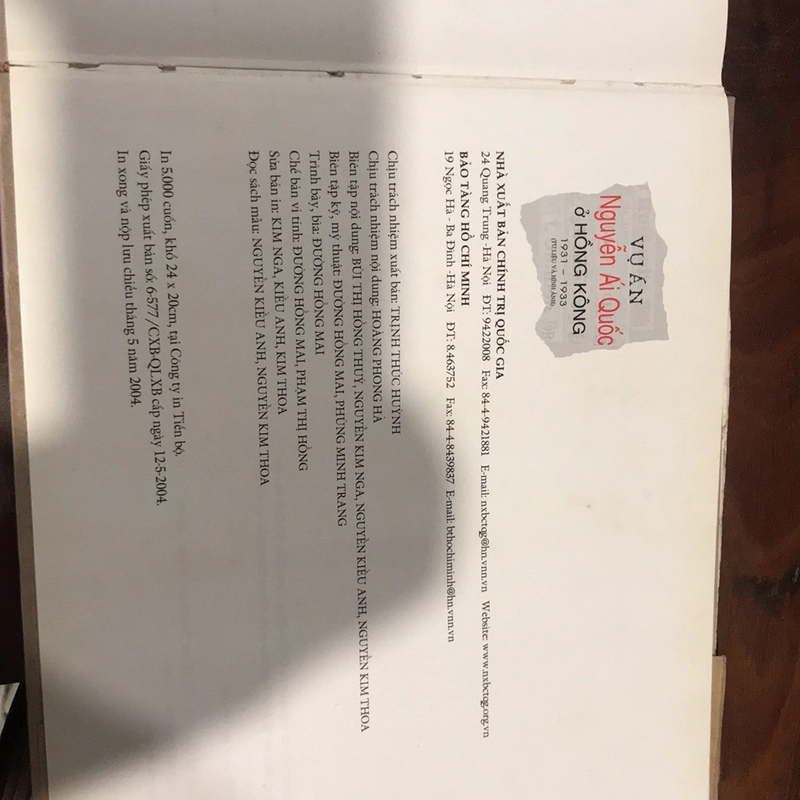 VỤ ÁN
Nguyễn Ái Quốc
Ở HỒNG KÔNG
1931 – 1933
(TƯ LIỆU VÀ HÌNH ẢNH)
NHÀ XUẤT BẢN CHÍNH TRỊ QUỐC GIA
24 Quang Trung -Hà Nội ĐT: 9422008 Fax: 84-4-9421881 E-mail: nxbctqg@hn.vnn.vn Website: www.nxbctqg.org.vn
BẢO TÀNG HỒ CHÍ MINH
19 Ngọc Hà - Ba Đình -Hà Nội ĐT: 8.463752 Fax: 84-4-8439837 E-mail: bthochiminh@hn.vnn.vn
Chịu trách nhiệm xuất bản: TRỊNH THÚC HUỲNH
Chịu trách nhiệm nội dung: HOÀNG PHONG HÀ
Biên tập nội dung: BÙI THỊ HỒNG THUÝ, NGUYỄN KIM NGA, NGUYỄN KIỀU ANH, NGUYỄN KIM THOA
Biên tập kỹ, mỹ thuật: ĐƯỜNG HỒNG MAI, PHÙNG MINH TRANG
Trình bày, bìa: ĐƯỜNG HỒNG MAI
Chế bản vi tính: ĐƯỜNG HỒNG MAI, PHẠM THỊ HỒNG
Sửa bản in: KIM NGA, KIỀU ANH, KIM THOA
Đọc sách mẫu: NGUYỄN KIỀU ANH, NGUYỄN KIM THOA
In 5.000 cuốn, khổ 24 x 20cm, tại Công ty in Tiến bộ.
Giấy phép xuất bản số: 6-577/CXB-QLXB cấp ngày 12-5-2004.
In xong và nộp lưu chiểu tháng 5 năm 2004.